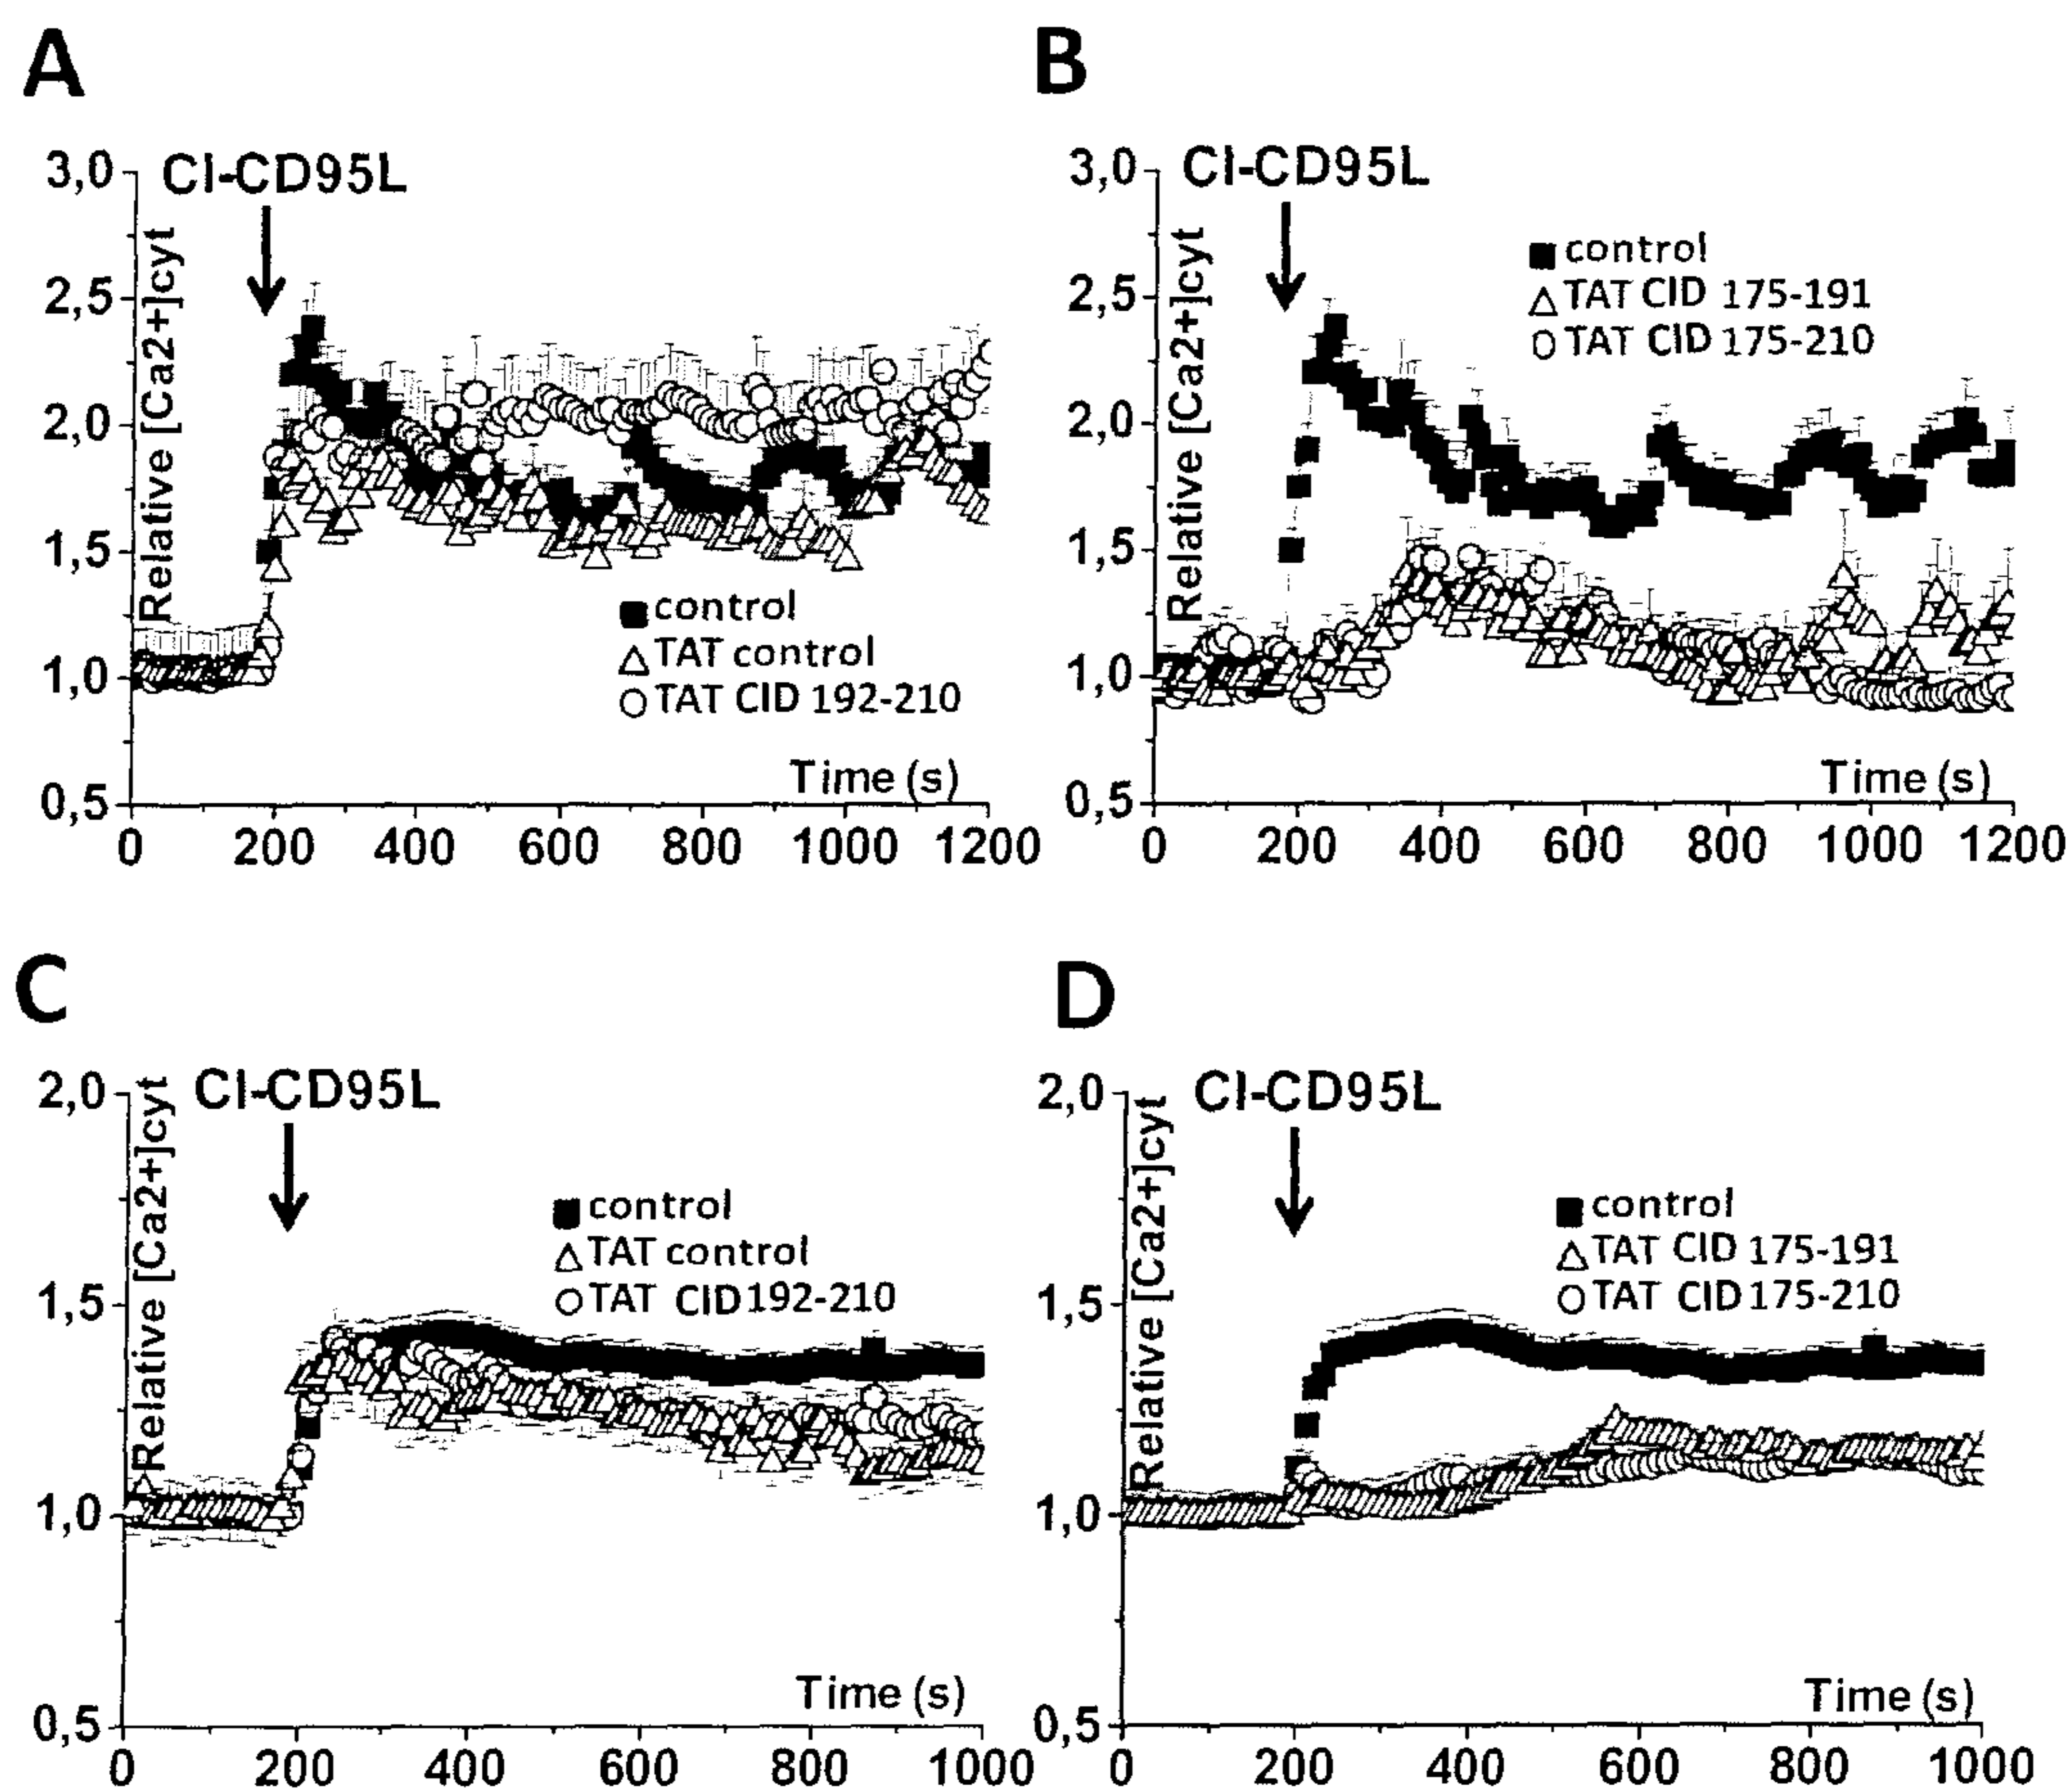 A
B
3,0
2,5
2,0
1,5
1,0
0,5
Relative [Ca2+]cyt
CI-CD95L
control
TAT control
TAT CID 192-210
Time (s)
0 200 400 600 800 1000 1200
3,0
2,5
2,0
1,5
1,0
0,5
Relative [Ca2+]cyt
CI-CD95L
control
TAT CID 175-191
TAT CID 175-210
Time (s)
0 200 400 600 800 1000 1200
C
D
2,0
1,5
1,0
0,5
Relative [Ca2+]cyt
CI-CD95L
control
TAT control
TAT CID 192-210
Time (s)
0 200 400 600 800 1000
2,0
1,5
1,0
0,5
Relative [Ca2+]cyt
CI-CD95L
control
TAT CID 175-191
TAT CID 175-210
Time (s)
0 200 400 600 800 1000